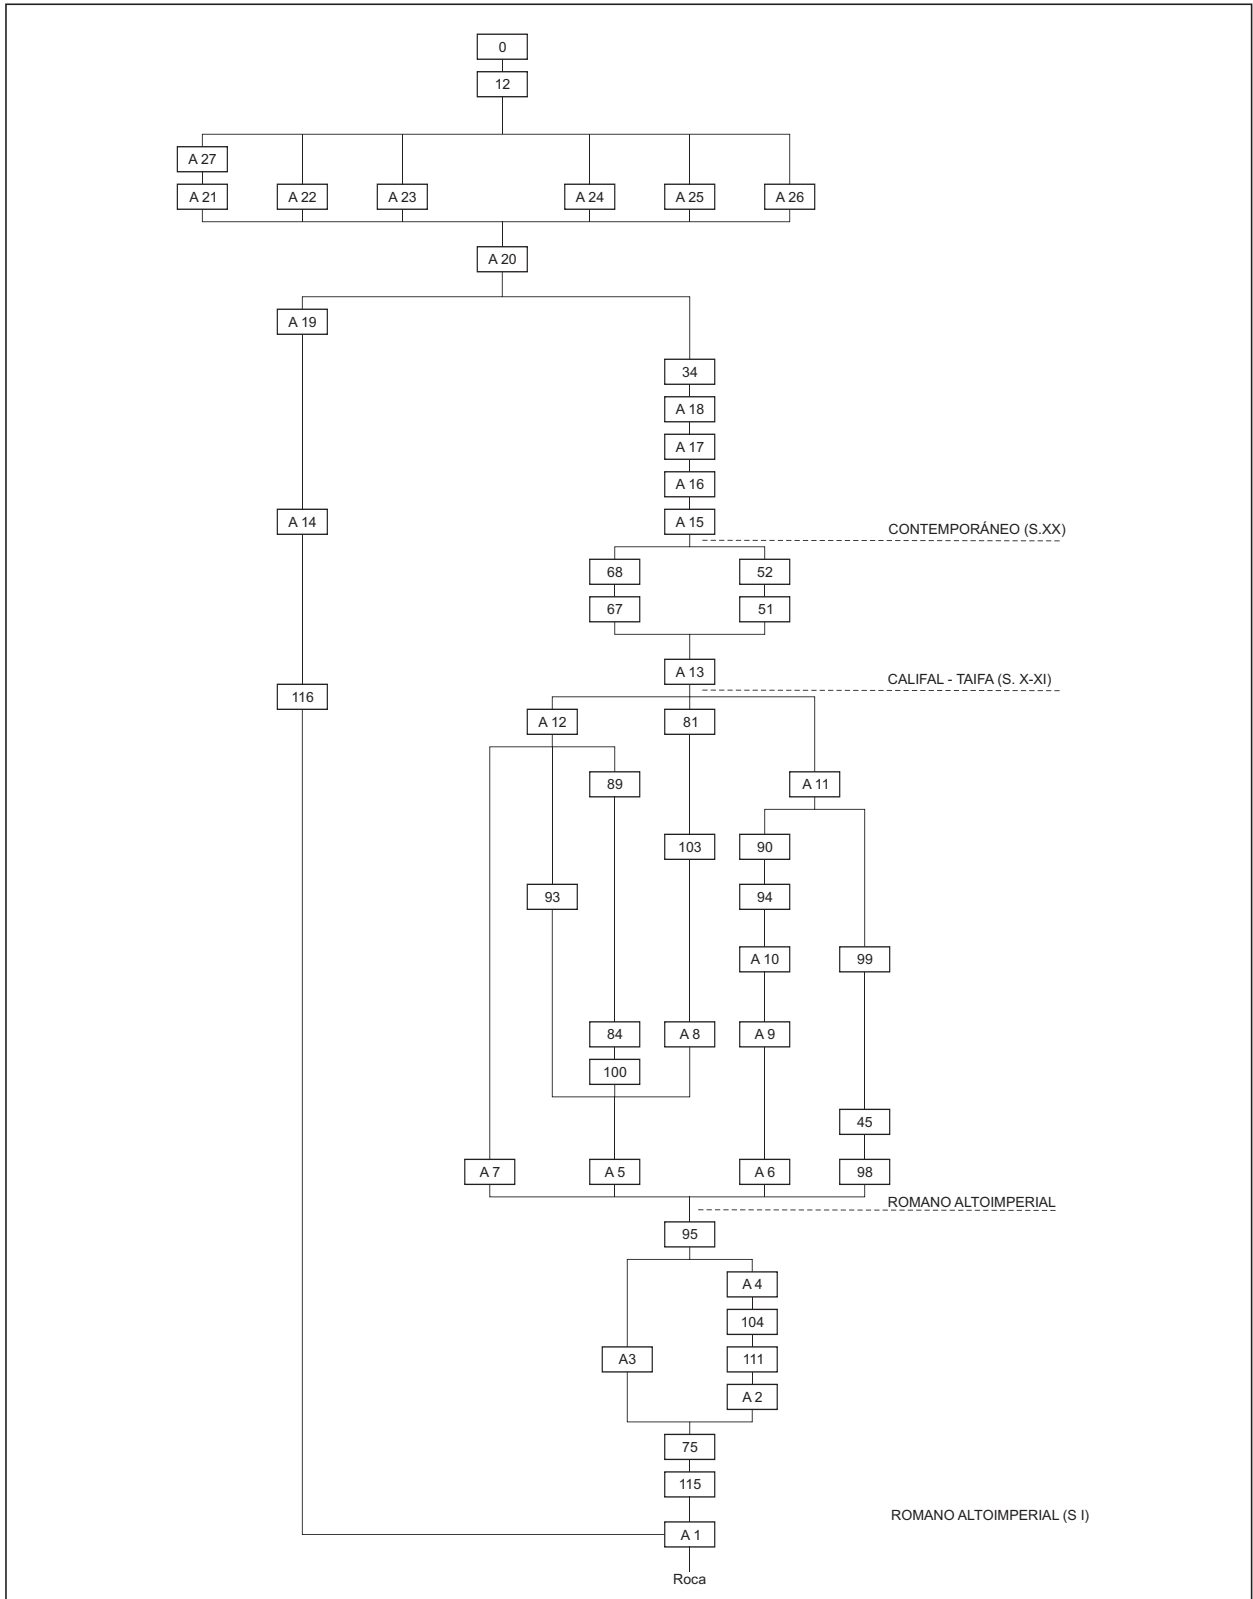 0
12
A 27
A 21 A 22 A 23 A 24 A 25 A 26
A 20
A 19
34
A 18
A 17
A 16
A 14 A 15
CONTEMPORÁNEO (S.XX)
68 52
67 51
A 13
CALIFAL - TAIFA (S. X-XI)
116
A 12 81
89 A 11
103 90
93 94
A 10 99
84 A 8 A 9
100
45
A 7 A 5 A 6 98
ROMANO ALTOIMPERIAL
95
A 4
104
A3 111
A 2
75
115
ROMANO ALTOIMPERIAL (S I)
A 1
Roca